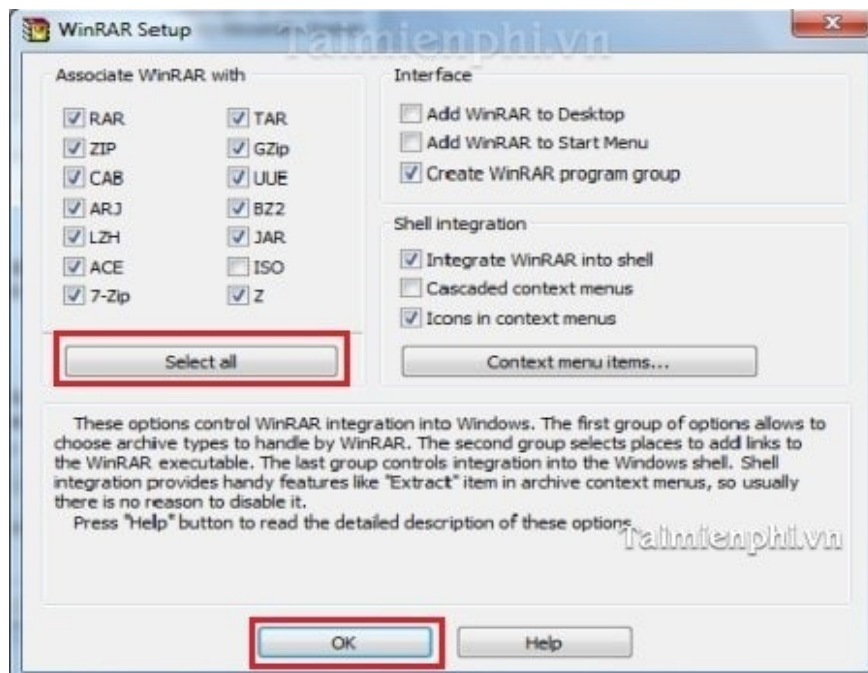 WinRAR Setup
Taimienphi.vn
Associate WinRAR with
RAR
TAR
ZIP
GZip
CAB
UUE
ARJ
BZ2
LZH
JAR
ACE
ISO
7-Zip
Z
Select all
Interface
Add WinRAR to Desktop
Add WinRAR to Start Menu
Create WinRAR program group
Shell integration
Integrate WinRAR into shell
Cascaded context menus
Icons in context menus
Context menu items...
These options control WinRAR integration into Windows. The first group of options allows to
choose archive types to handle by WinRAR. The second group selects places to add links to
the WinRAR executable. The last group controls integration into the Windows shell. Shell
integration provides handy features like "Extract" item in archive context menus, so usually
there is no reason to disable it.
Press "Help" button to read the detailed description of these options.
Taimienphi.vn
OK
Help